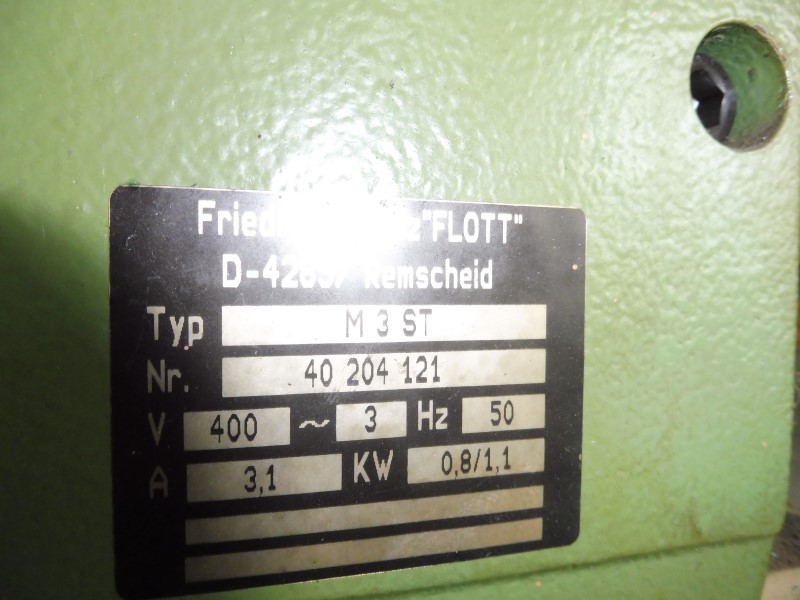 "FLOTT"
Remscheid
Typ M 3 ST
Nr. 40 204 121
V 400 ~ 3 Hz 50
A 3,1 KW 0,8/1,1